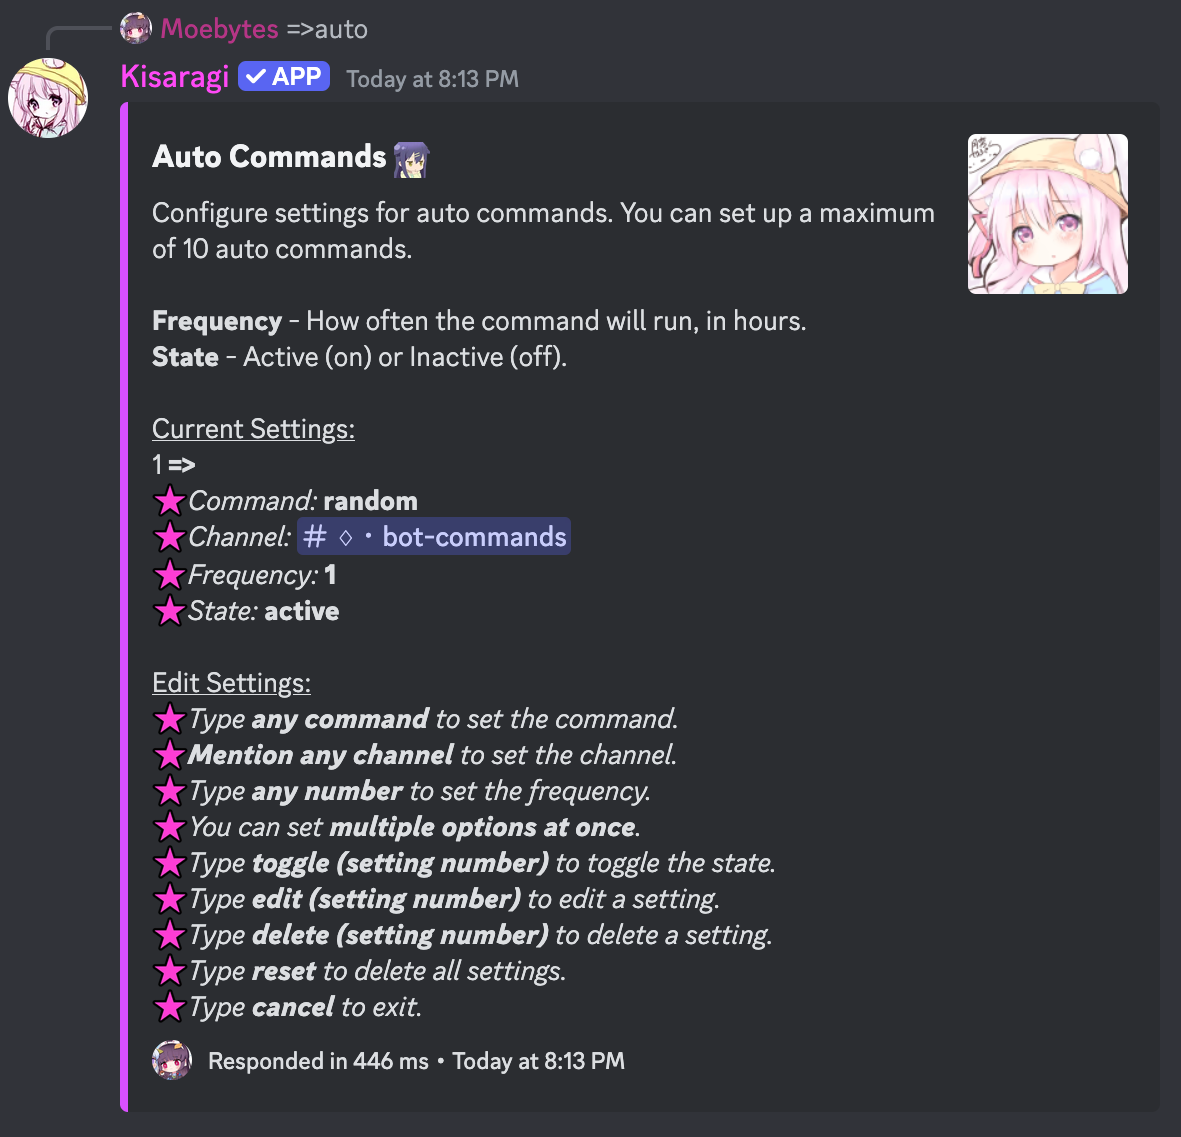 Moebytes =>auto
Kisaragi ✓ APP Today at 8:13 PM
Auto Commands
Configure settings for auto commands. You can set up a maximum
of 10 auto commands.
Frequency - How often the command will run, in hours.
State - Active (on) or Inactive (off).
Current Settings:
1 =>
★Command: random
★Channel: # ◊・bot-commands
★Frequency: 1
★State: active
Edit Settings:
★Type any command to set the command.
★Mention any channel to set the channel.
★Type any number to set the frequency.
★You can set multiple options at once.
★Type toggle (setting number) to toggle the state.
★Type edit (setting number) to edit a setting.
★Type delete (setting number) to delete a setting.
★Type reset to delete all settings.
★Type cancel to exit.
Responded in 446 ms • Today at 8:13 PM